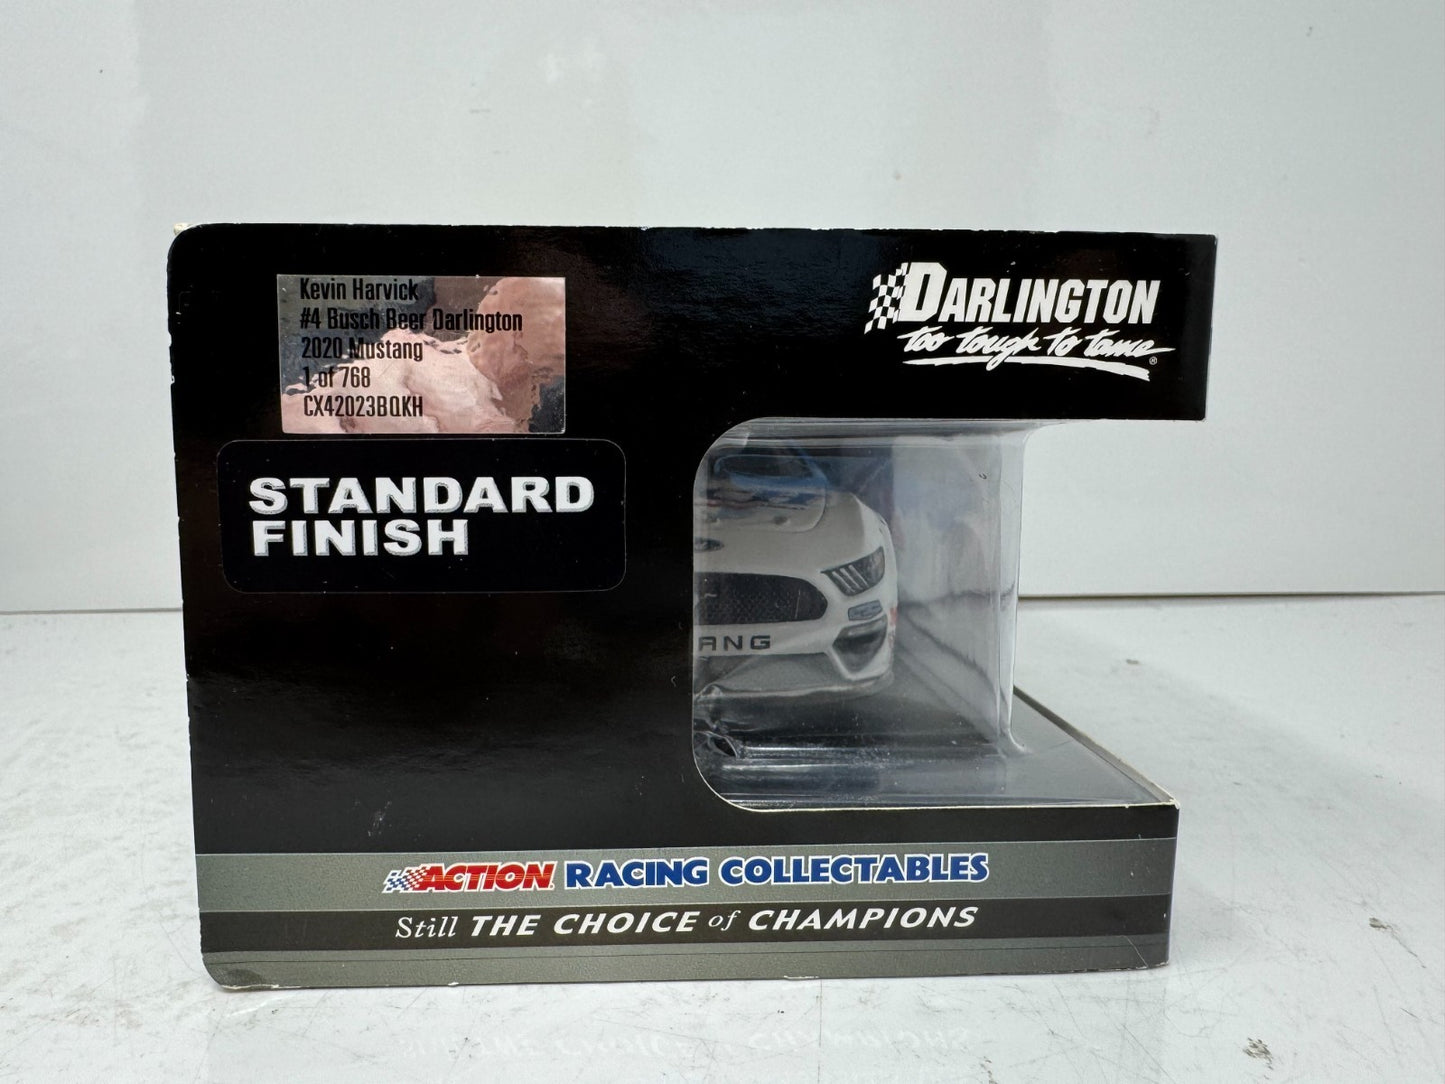 Kevin Harvick
#4 Busch Beer Darlington
2020 Mustang
1 of 768
CX42023BQKH
STANDARD
FINISH
DARLINGTON
too tough to tame®
ANG
ACTION RACING COLLECTABLES
Still THE CHOICE of CHAMPIONS